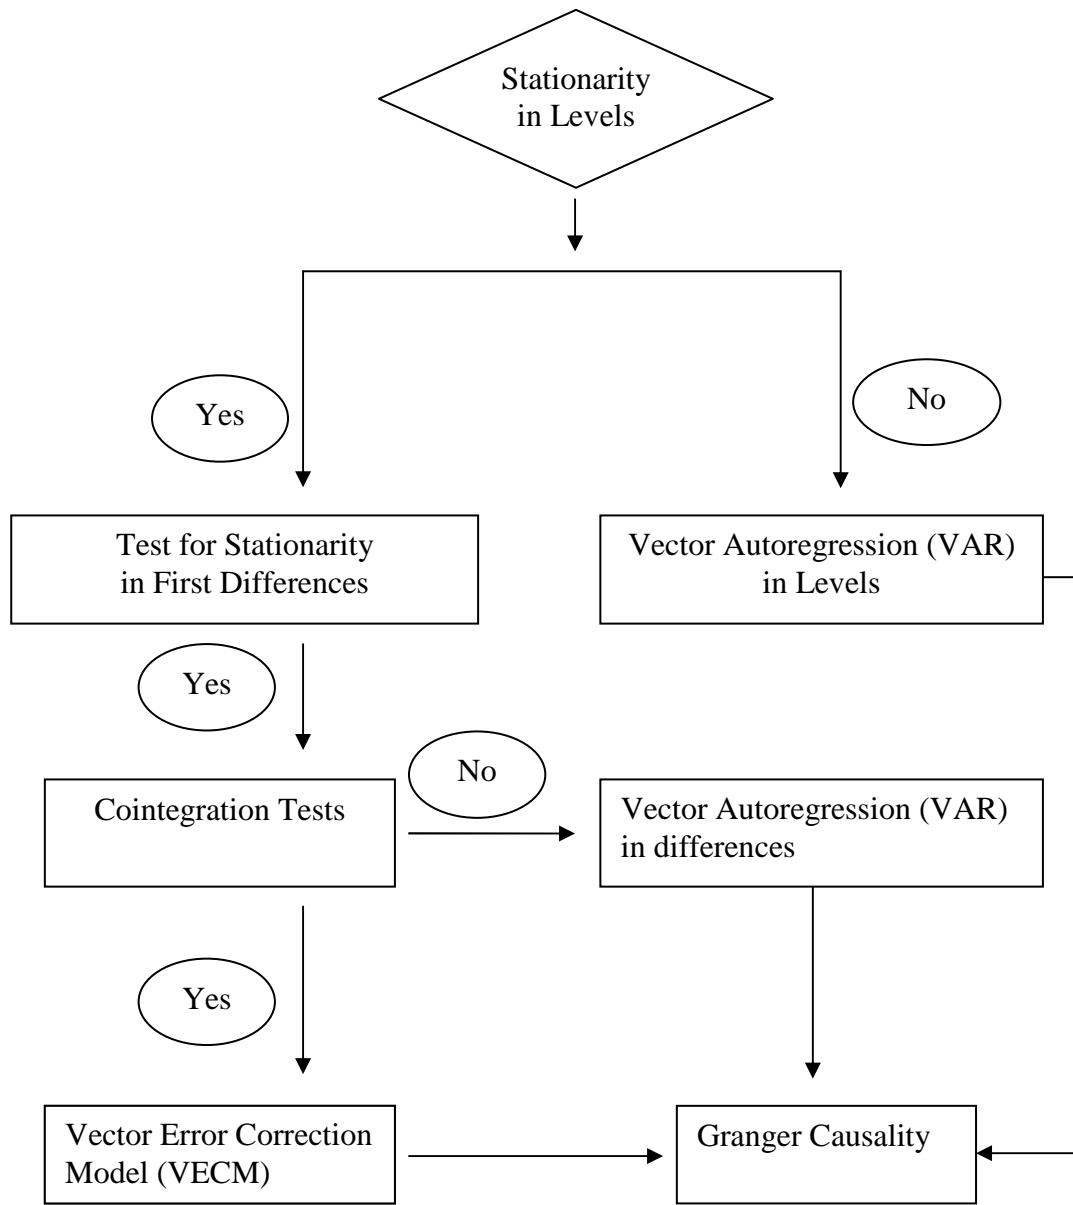 Stationarity
in Levels
Yes
No
Test for Stationarity
in First Differences
Vector Autoregression (VAR)
in Levels
Yes
No
Cointegration Tests
Vector Autoregression (VAR)
in differences
Yes
Vector Error Correction
Model (VECM)
Granger Causality